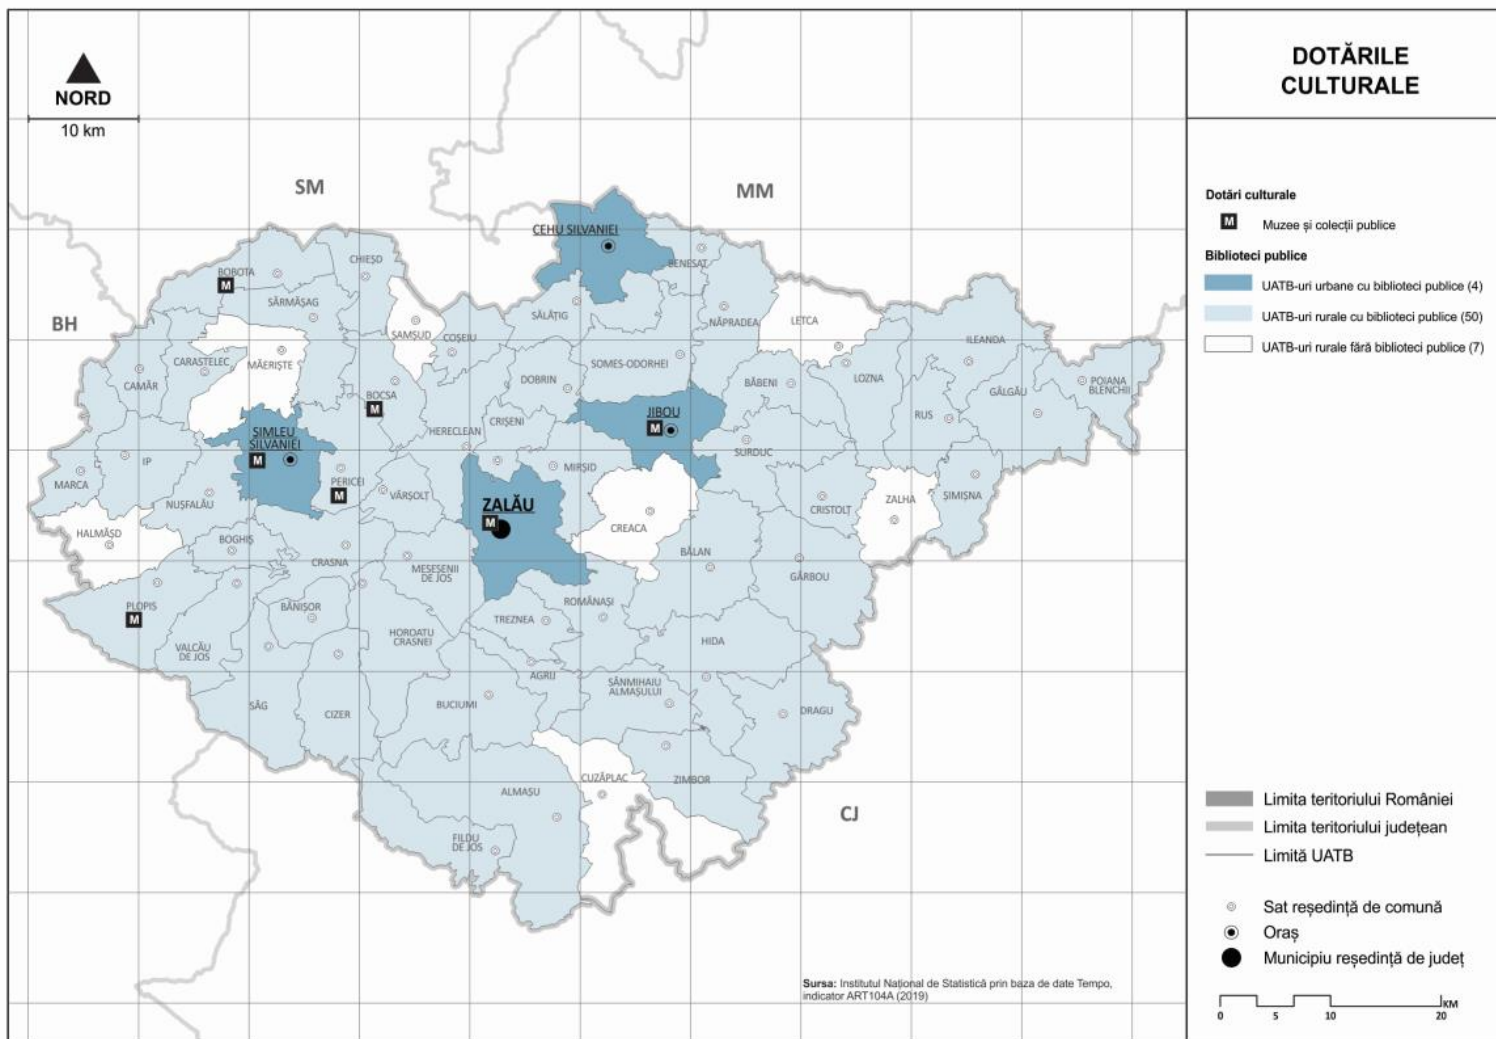 NORD
10 km
SM
MM
BH
CJ
CEHU SILVANIEI
BENESAT
CHIEȘD
BOBOTA
SĂRMĂȘAG
SAMȘUD
COȘEIU
SĂLĂȚIG
NĂPRADEA
LETCA
ILEANDA
CAMĂR
CARASTELEC
MĂERIȘTE
DOBRIN
SOMEȘ-ODORHEI
BĂBENI
LOZNA
RUS
GÂLGĂU
POIANA
BLENCHII
BOCȘA
HERECLEAN
CRIȘENI
JIBOU
SURDUC
ȘIMLEU
SILVANIEI
IP
MARCA
NUȘFALĂU
PERICEI
VÂRȘOLȚ
MIRȘID
ZALĂU
CREACA
CRISTOLȚ
ZALHA
ȘIMIȘNA
HALMĂȘD
BOGHIȘ
CRASNA
MESEȘENII
DE JOS
BĂLAN
GÂRBOU
PLOPIȘ
BĂNIȘOR
TREZNEA
ROMÂNAȘI
VALCĂU
DE JOS
HOROATU
CRASNEI
HIDA
AGRIJ
SÂNMIHAIU
ALMAȘULUI
SÂG
CIZER
BUCIUMI
DRAGU
CUZĂPLAC
ZIMBOR
ALMAȘU
FILDU
DE JOS
Sursa: Institutul Național de Statistică prin baza de date Tempo,
indicator ART104A (2019)
DOTĂRILE
CULTURALE
Dotări culturale
M Muzee și colecții publice
Biblioteci publice
UATB-uri urbane cu biblioteci publice (4)
UATB-uri rurale cu biblioteci publice (50)
UATB-uri rurale fără biblioteci publice (7)
Limita teritoriului României
Limita teritoriului județean
Limită UATB
Sat reședință de comună
Oraș
Municipiu reședință de județ
KM
0 5 10 20